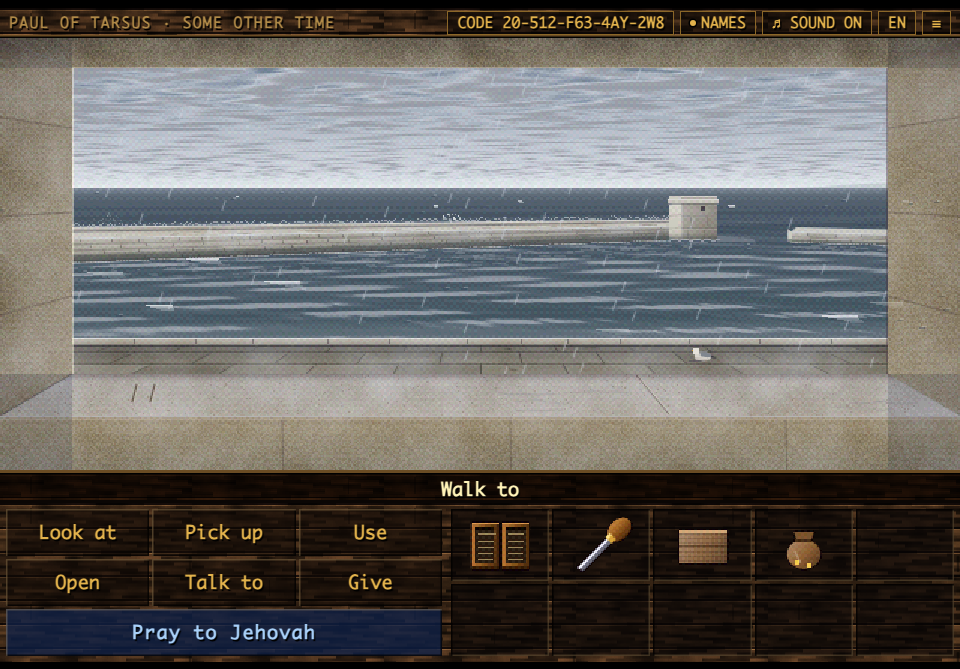 PAUL OF TARSUS · SOME OTHER TIME
CODE 20-512-F63-4AY-2W8
● NAMES
♬ SOUND ON
EN
≡
Walk to
Look at
Pick up
Use
Open
Talk to
Give
Pray to Jehovah